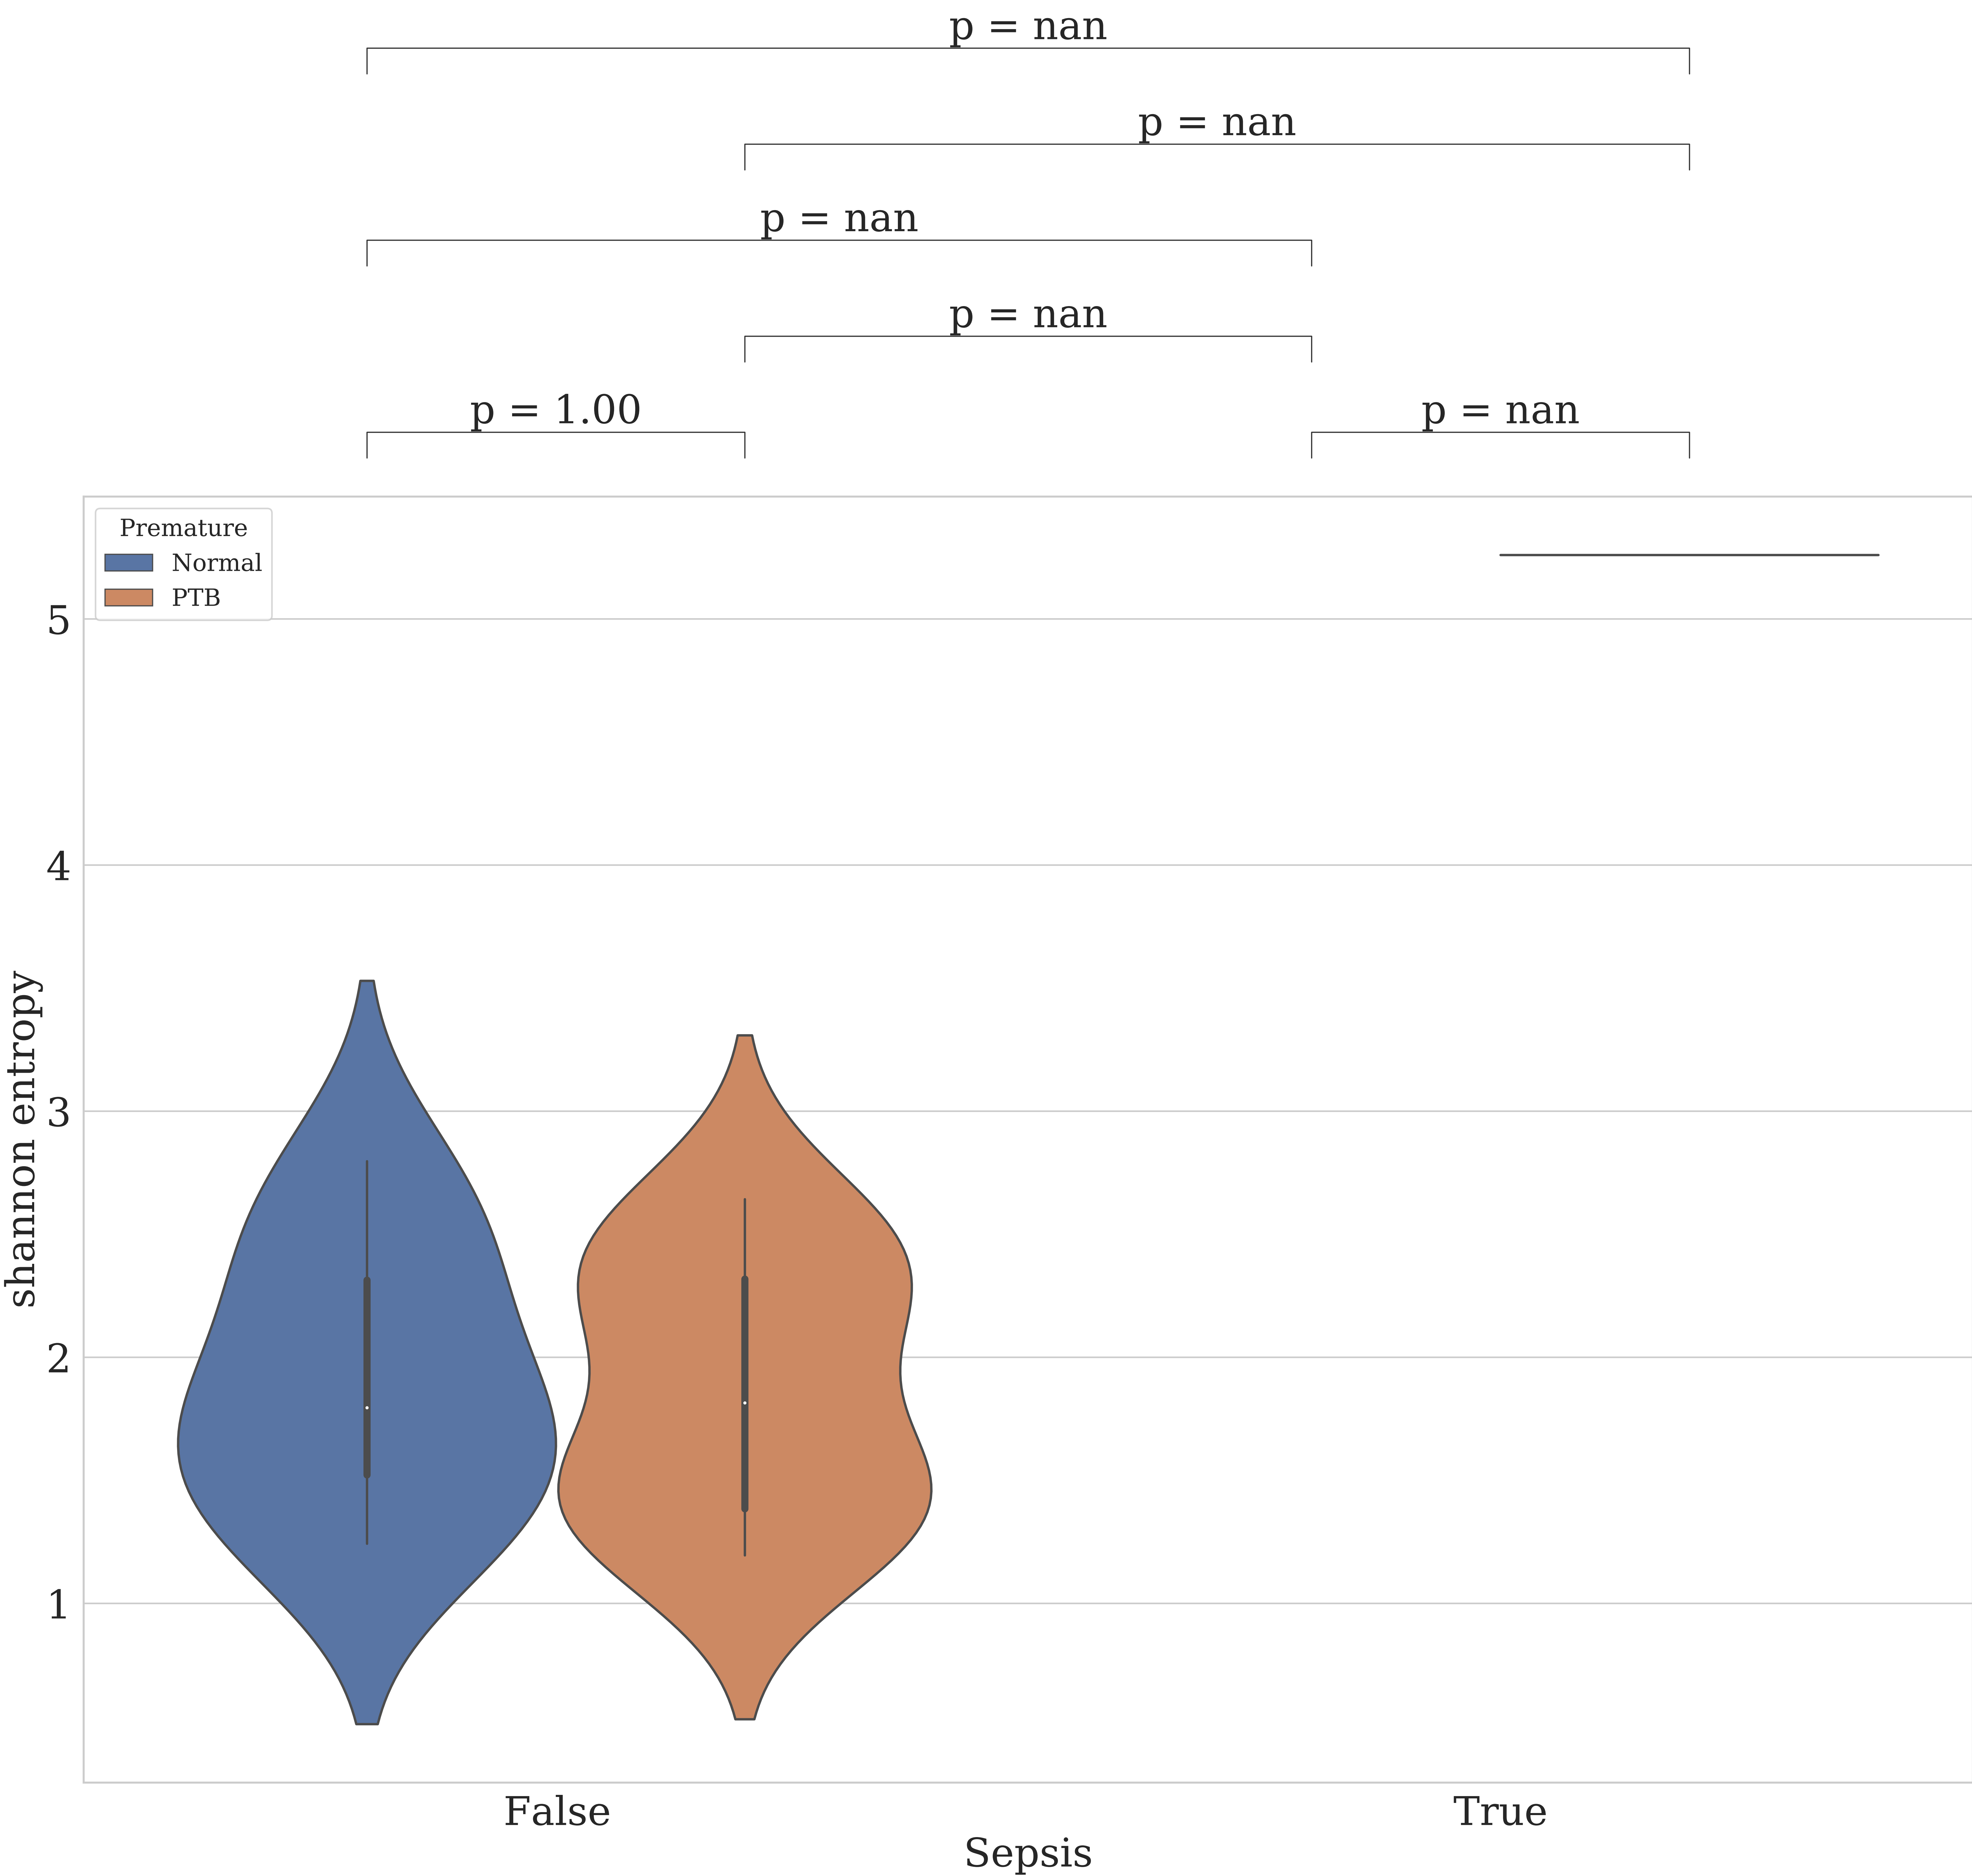 p = nan
p = nan
p = nan
p = nan
p = 1.00
p = nan
Premature
Normal
PTB
5
4
3
2
1
shannon entropy
False
True
Sepsis